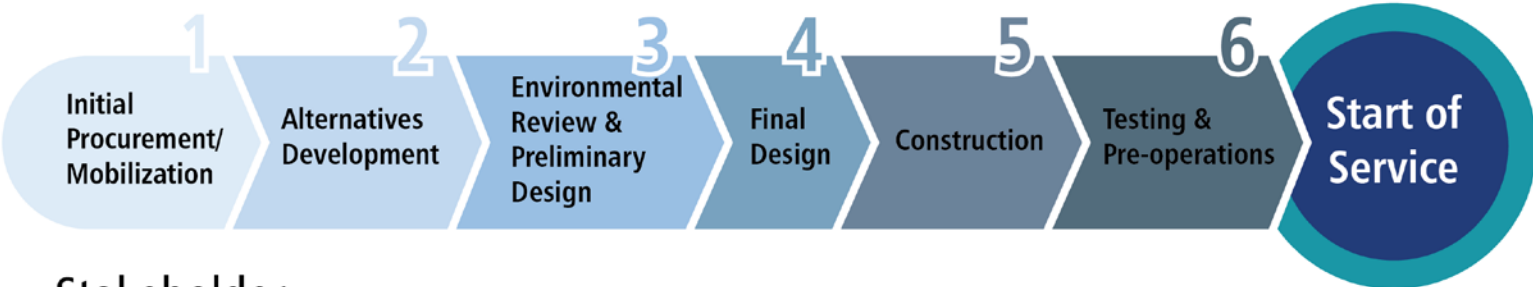 1
Initial
Procurement/
Mobilization
2
Alternatives
Development
3
Environmental
Review &
Preliminary
Design
4
Final
Design
5
Construction
6
Testing &
Pre-operations
Start of
Service
Stakeholder